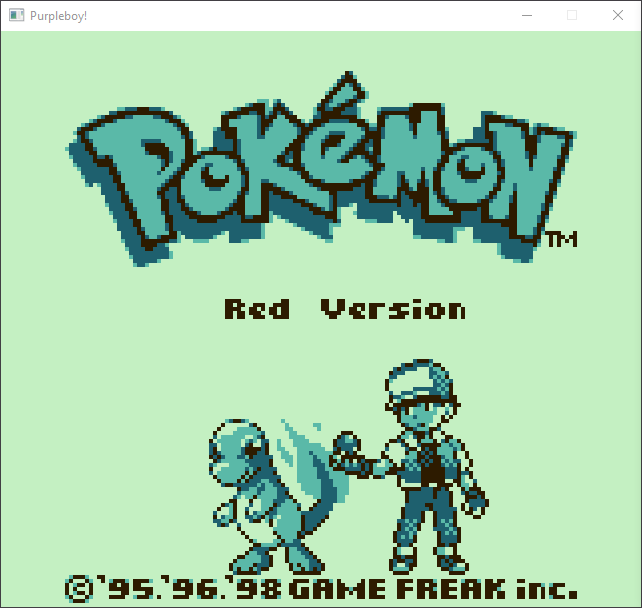 Purpleboy!
POKéMON
TM
Red Version
©'95.'96.'98 GAME FREAK inc.